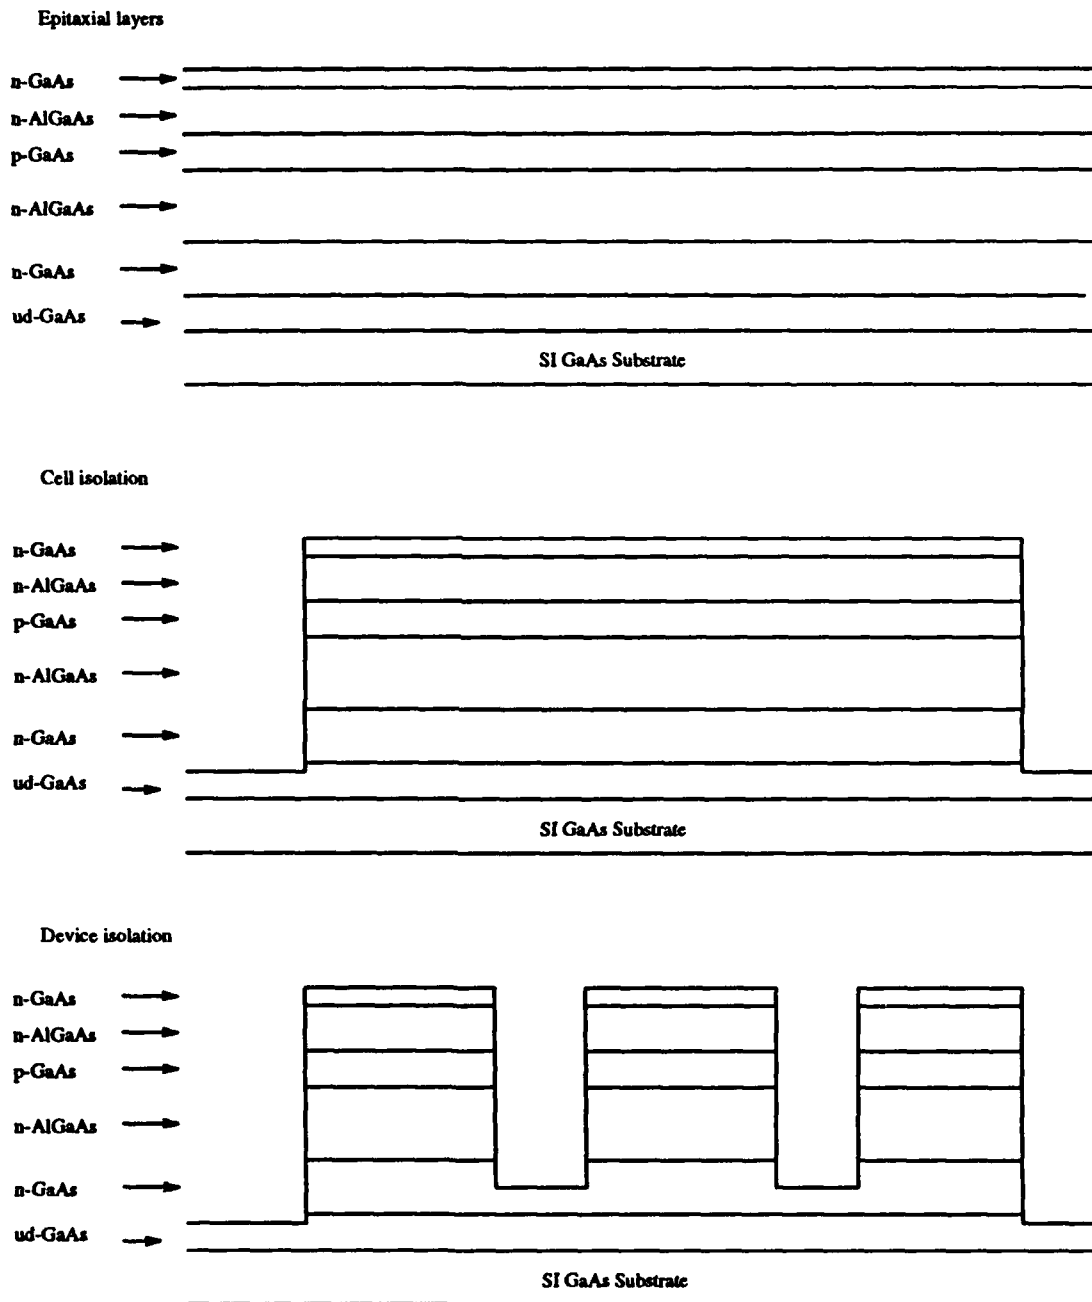 Epitaxial layers
n-GaAs
n-AlGaAs
p-GaAs
n-AlGaAs
n-GaAs
ud-GaAs
SI GaAs Substrate
Cell isolation
n-GaAs
n-AlGaAs
p-GaAs
n-AlGaAs
n-GaAs
ud-GaAs
SI GaAs Substrate
Device isolation
n-GaAs
n-AlGaAs
p-GaAs
n-AlGaAs
n-GaAs
ud-GaAs
SI GaAs Substrate